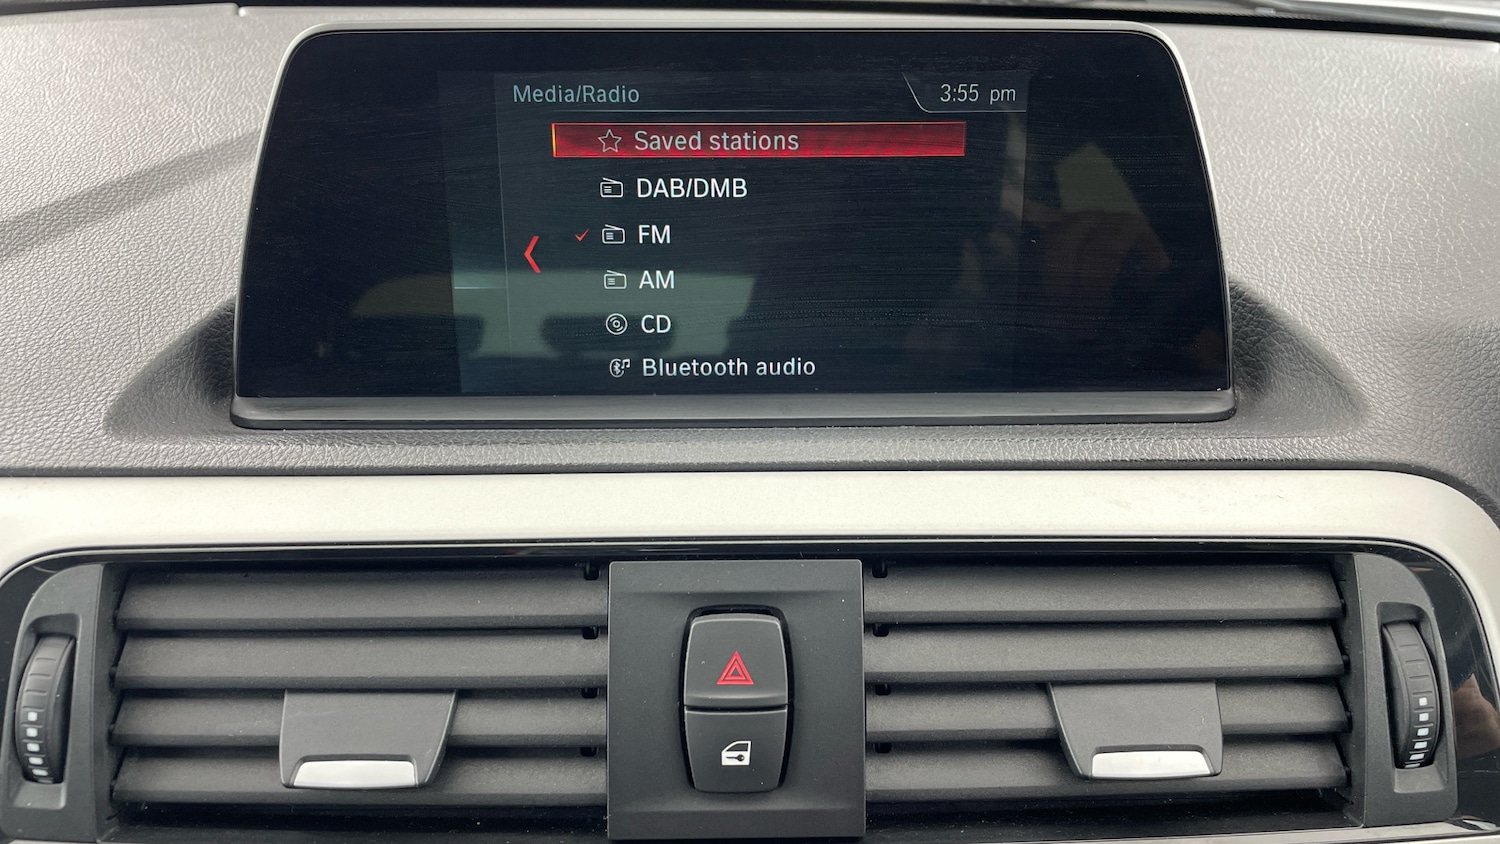 Media/Radio
3:55 pm
Saved stations
DAB/DMB
FM
AM
CD
Bluetooth audio